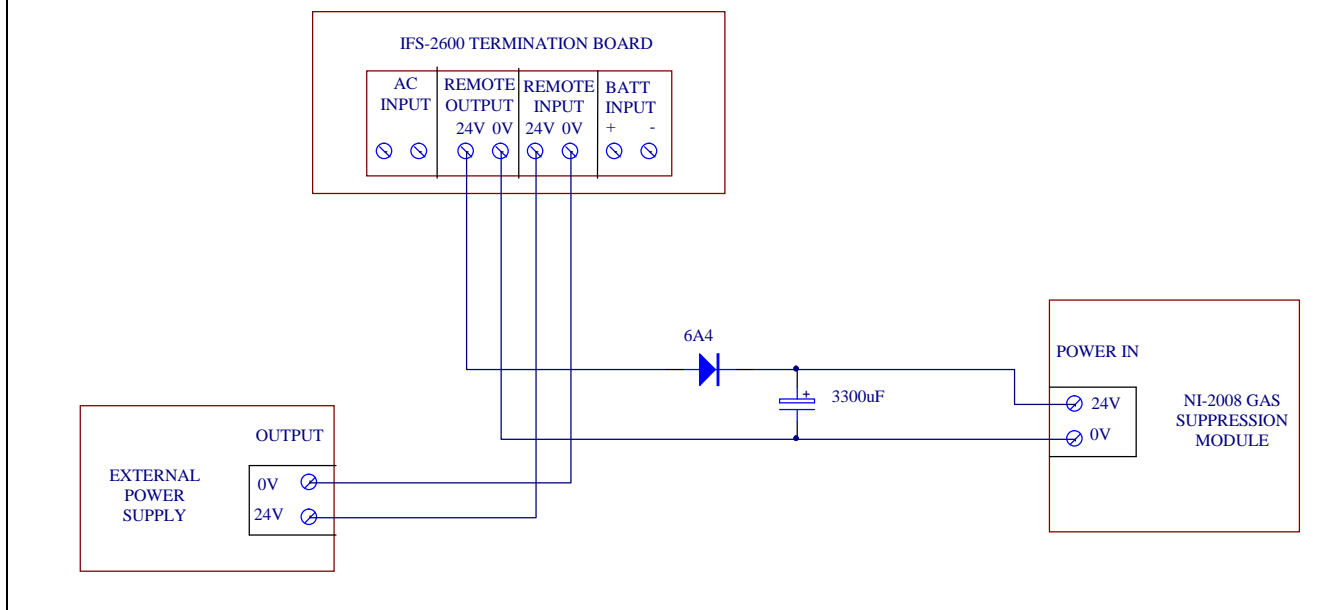 IFS-2600 TERMINATION BOARD
AC
INPUT
REMOTE
OUTPUT
24V 0V
REMOTE
INPUT
24V 0V
BATT
INPUT
+ -
6A4
+
3300uF
POWER IN
24V
0V
NI-2008 GAS
SUPPRESSION
MODULE
OUTPUT
EXTERNAL
POWER
SUPPLY
0V
24V